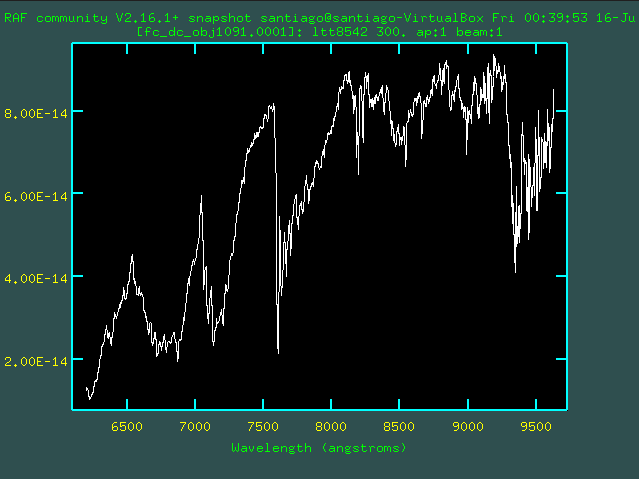 RAF community V2.16.1+ snapshot santiago@santiago-VirtualBox Fri 00:39:53 16-Ju
[fc_dc_obj1091.0001]: ltt8542 300. ap:1 beam:1
8.00E-14
6.00E-14
4.00E-14
2.00E-14
6500 7000 7500 8000 8500 9000 9500
Wavelength (angstroms)